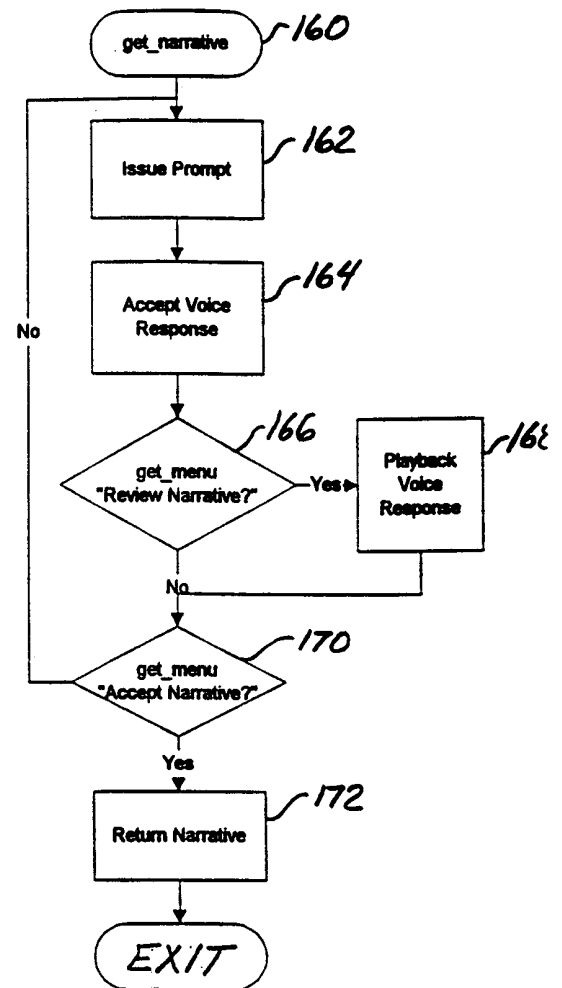 get_narrative
160
Issue Prompt
162
Accept Voice
Response
164
No
get_menu
"Review Narrative?"
166
Yes
Playback
Voice
Response
No
get_menu
"Accept Narrative?"
170
Yes
Return Narrative
172
EXIT